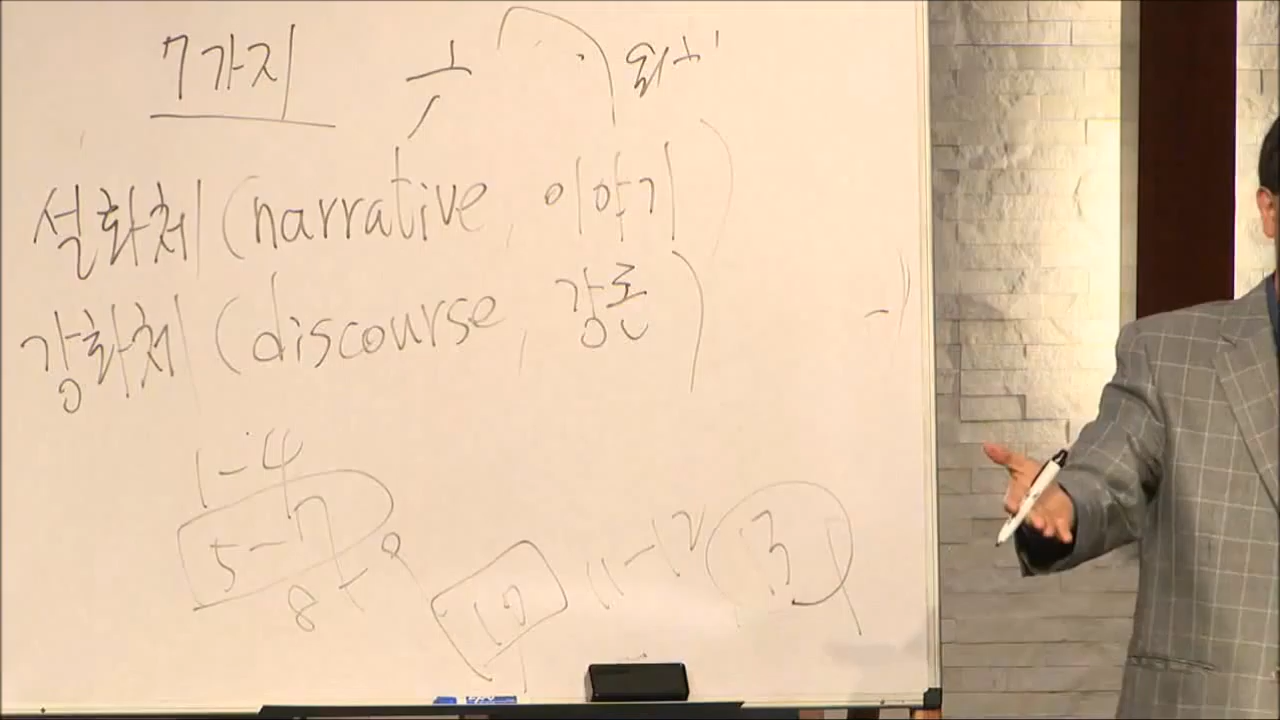 7가지
설화체 (narrative, 이야기)
강화체 (discourse, 강론)
1-4
5-7
8-9
10
11-12
13